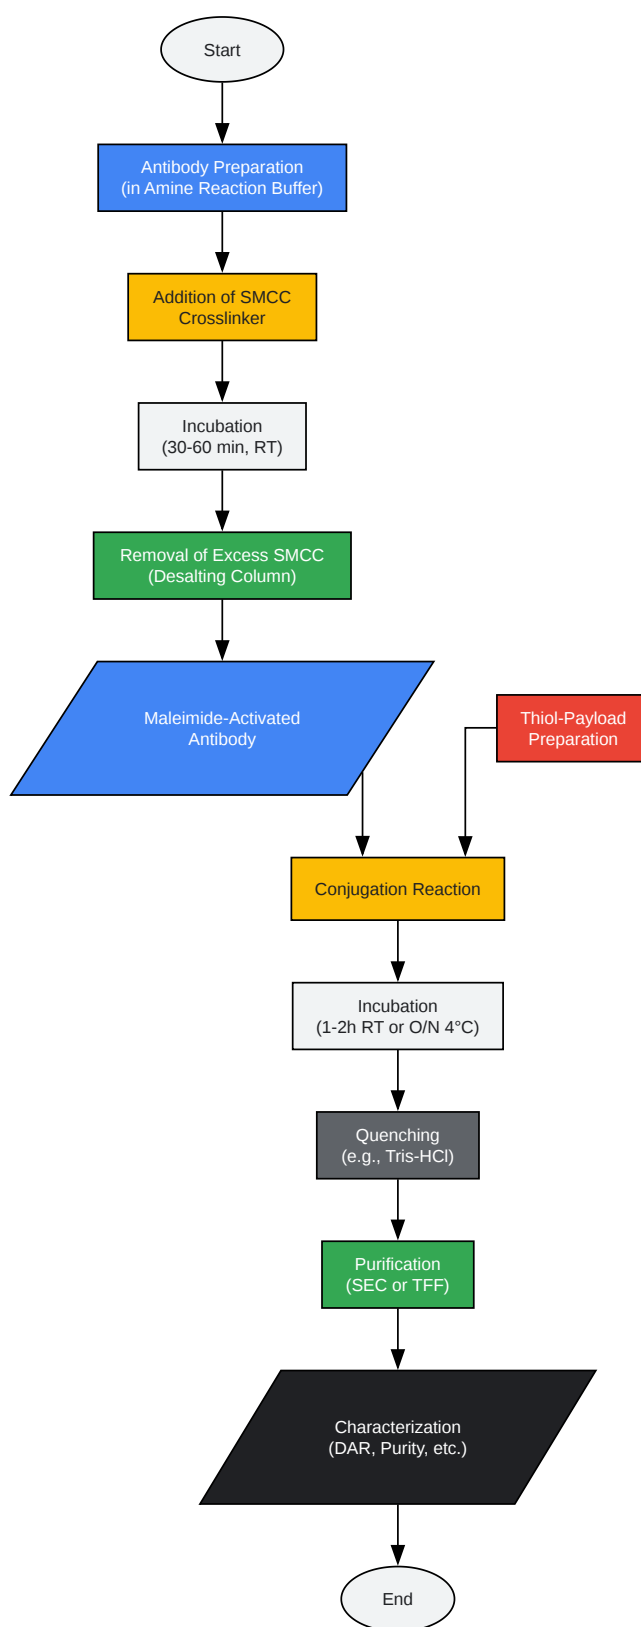 Start
Antibody Preparation
(in Amine Reaction Buffer)
Addition of SMCC
Crosslinker
Incubation
(30-60 min, RT)
Removal of Excess SMCC
(Desalting Column)
Maleimide-Activated
Antibody
Thiol-Payload
Preparation
Conjugation Reaction
Incubation
(1-2h RT or O/N 4°C)
Quenching
(e.g., Tris-HCl)
Purification
(SEC or TFF)
Characterization
(DAR, Purity, etc.)
End